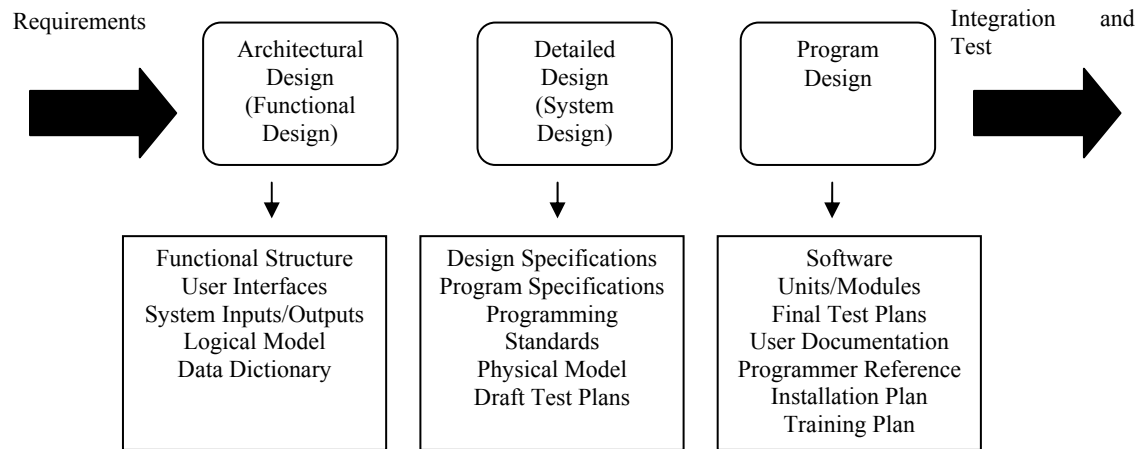 Requirements
Architectural
Design
(Functional
Design)
Detailed
Design
(System
Design)
Program
Design
Integration and
Test
Functional Structure
User Interfaces
System Inputs/Outputs
Logical Model
Data Dictionary
Design Specifications
Program Specifications
Programming
Standards
Physical Model
Draft Test Plans
Software
Units/Modules
Final Test Plans
User Documentation
Programmer Reference
Installation Plan
Training Plan